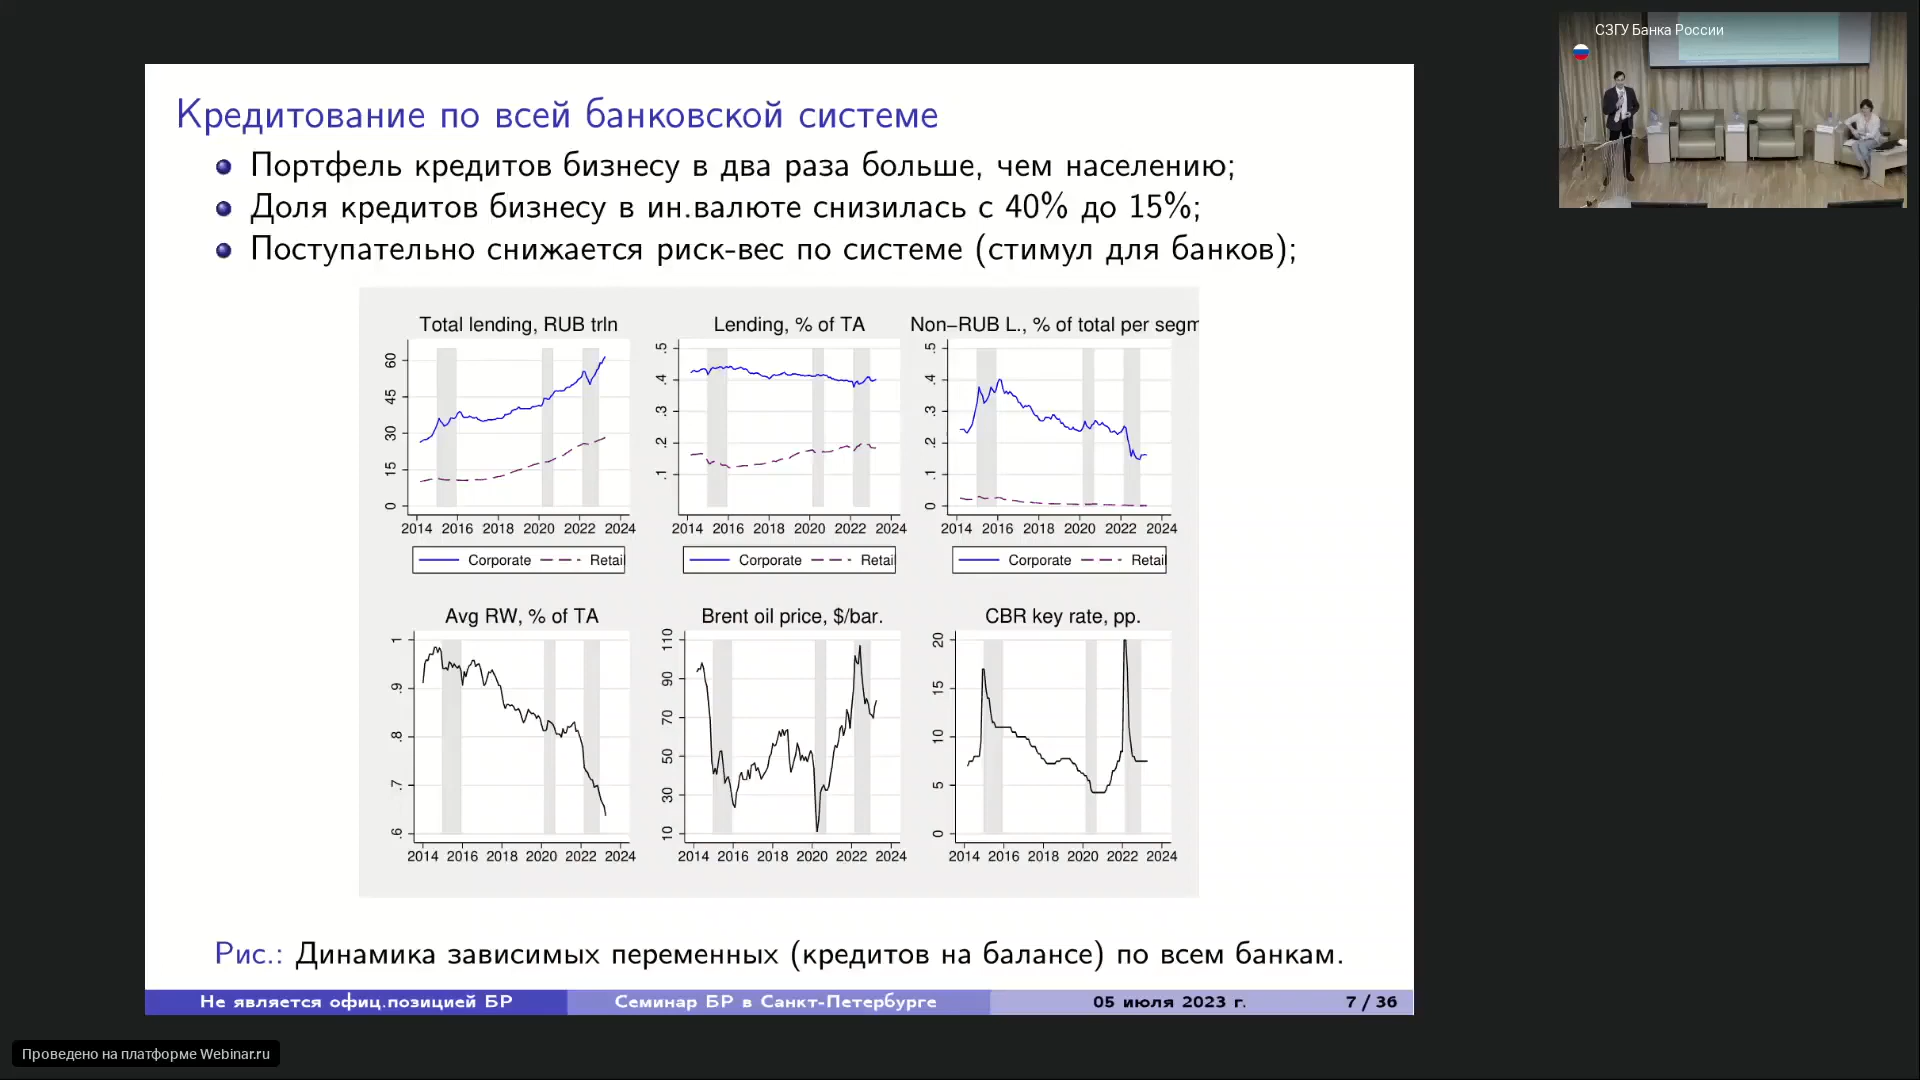 СЗГУ Банка России
Кредитование по всей банковской системе
Портфель кредитов бизнесу в два раза больше, чем населению;
Доля кредитов бизнесу в ин.валюте снизилась с 40% до 15%;
Поступательно снижается риск-вес по системе (стимул для банков);
Total lending, RUB trln
0 15 30 45 60
2014 2016 2018 2020 2022 2024
Corporate Retail
Lending, % of TA
.1 .2 .3 .4 .5
2014 2016 2018 2020 2022 2024
Corporate Retail
Non-RUB L., % of total per segm
0 .1 .2 .3 .4 .5
2014 2016 2018 2020 2022 2024
Corporate Retail
Avg RW, % of TA
.6 .7 .8 .9 1
2014 2016 2018 2020 2022 2024
Brent oil price, $/bar.
10 30 50 70 90 110
2014 2016 2018 2020 2022 2024
CBR key rate, pp.
0 5 10 15 20
2014 2016 2018 2020 2022 2024
Рис.: Динамика зависимых переменных (кредитов на балансе) по всем банкам.
Не является офиц.позицией БР Семинар БР в Санкт-Петербурге 05 июля 2023 г. 7 / 36
Проведено на платформе Webinar.ru